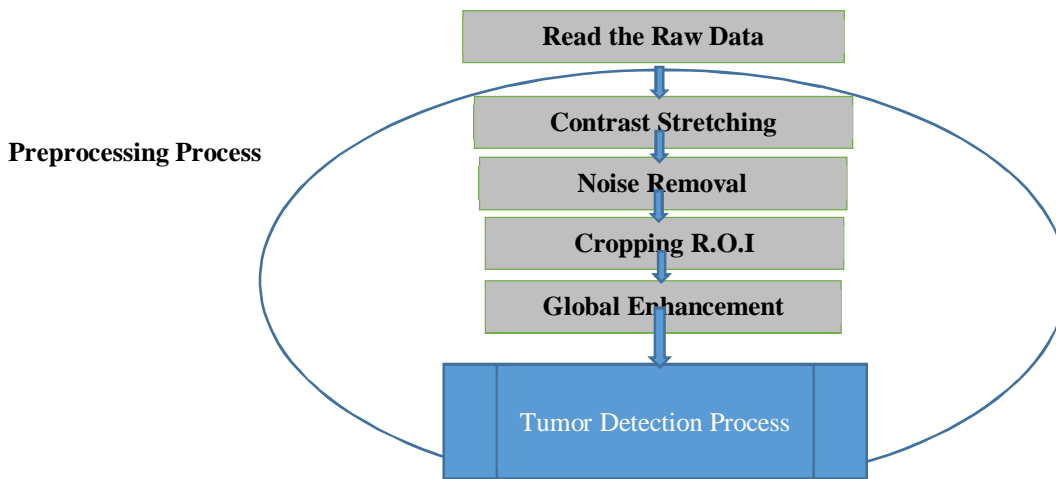 Read the Raw Data
Contrast Stretching
Preprocessing Process
Noise Removal
Cropping R.O.I
Global Enhancement
Tumor Detection Process